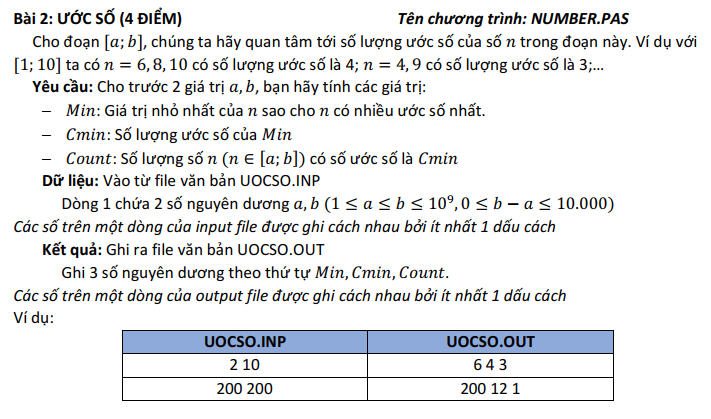 Bài 2: ƯỚC SỐ (4 ĐIỂM) Tên chương trình: NUMBER.PAS
Cho đoạn [𝑎; 𝑏], chúng ta hãy quan tâm tới số lượng ước số của số 𝑛 trong đoạn này. Ví dụ với
[1; 10] ta có 𝑛 = 6, 8, 10 có số lượng ước số là 4; 𝑛 = 4, 9 có số lượng ước số là 3;...
Yêu cầu: Cho trước 2 giá trị 𝑎, 𝑏, bạn hãy tính các giá trị:
− 𝑀𝑖𝑛: Giá trị nhỏ nhất của 𝑛 sao cho 𝑛 có nhiều ước số nhất.
− 𝐶𝑚𝑖𝑛: Số lượng ước số của 𝑀𝑖𝑛
− 𝐶𝑜𝑢𝑛𝑡: Số lượng số 𝑛 (𝑛 ∈ [𝑎; 𝑏]) có số ước số là 𝐶𝑚𝑖𝑛
Dữ liệu: Vào từ file văn bản UOCSO.INP
Dòng 1 chứa 2 số nguyên dương 𝑎, 𝑏 (1 ≤ 𝑎 ≤ 𝑏 ≤ 10⁹, 0 ≤ 𝑏 − 𝑎 ≤ 10.000)
Các số trên một dòng của input file được ghi cách nhau bởi ít nhất 1 dấu cách
Kết quả: Ghi ra file văn bản UOCSO.OUT
Ghi 3 số nguyên dương theo thứ tự 𝑀𝑖𝑛, 𝐶𝑚𝑖𝑛, 𝐶𝑜𝑢𝑛𝑡.
Các số trên một dòng của output file được ghi cách nhau bởi ít nhất 1 dấu cách
Ví dụ:
UOCSO.INP UOCSO.OUT
2 10 6 4 3
200 200 200 12 1